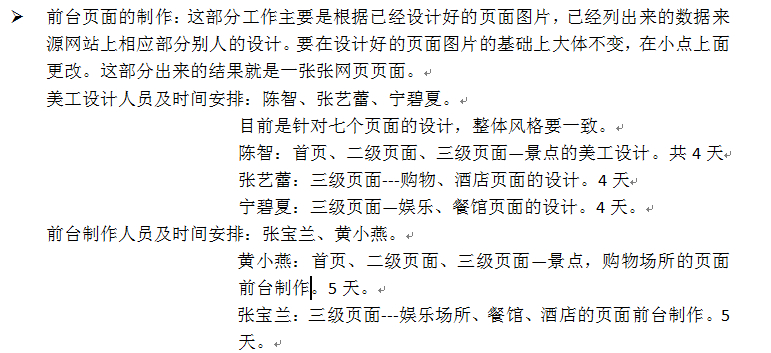 前台页面的制作：这部分工作主要是根据已经设计好的页面图片，已经列出来的数据来
源网站上相应部分别人的设计。要在设计好的页面图片的基础上大体不变，在小点上面
更改。这部分出来的结果就是一张张网页页面。
美工设计人员及时间安排：陈智、张艺蕾、宁碧夏。
目前是针对七个页面的设计，整体风格要一致。
陈智：首页、二级页面、三级页面—景点的美工设计。共 4 天
张艺蕾：三级页面---购物、酒店页面的设计。4 天
宁碧夏：三级页面—娱乐、餐馆页面的设计。4 天。
前台制作人员及时间安排：张宝兰、黄小燕。
黄小燕：首页、二级页面、三级页面—景点，购物场所的页面
前台制作。5 天。
张宝兰：三级页面---娱乐场所、餐馆、酒店的页面前台制作。5
天。